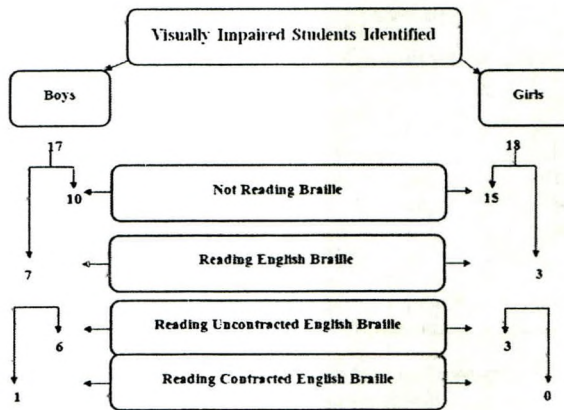 Visually Impaired Students Identified
Boys
Girls
17
18
10
Not Reading Braille
15
7
Reading English Braille
3
6
Reading Uncontracted English Braille
3
1
Reading Contracted English Braille
0